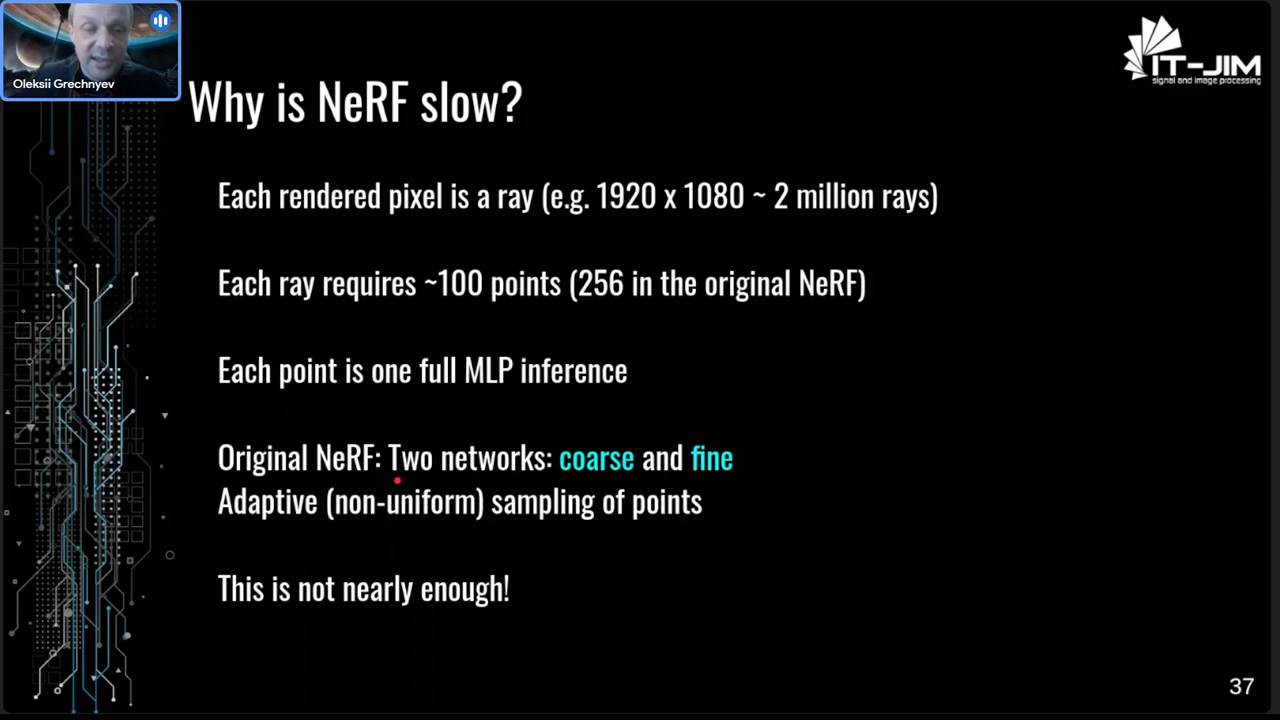 Oleksii Grechnyev
IT-JIM
signal and image processing
Why is NeRF slow?
Each rendered pixel is a ray (e.g. 1920 x 1080 ~ 2 million rays)
Each ray requires ~100 points (256 in the original NeRF)
Each point is one full MLP inference
Original NeRF: Two networks: coarse and fine
Adaptive (non-uniform) sampling of points
This is not nearly enough!
37